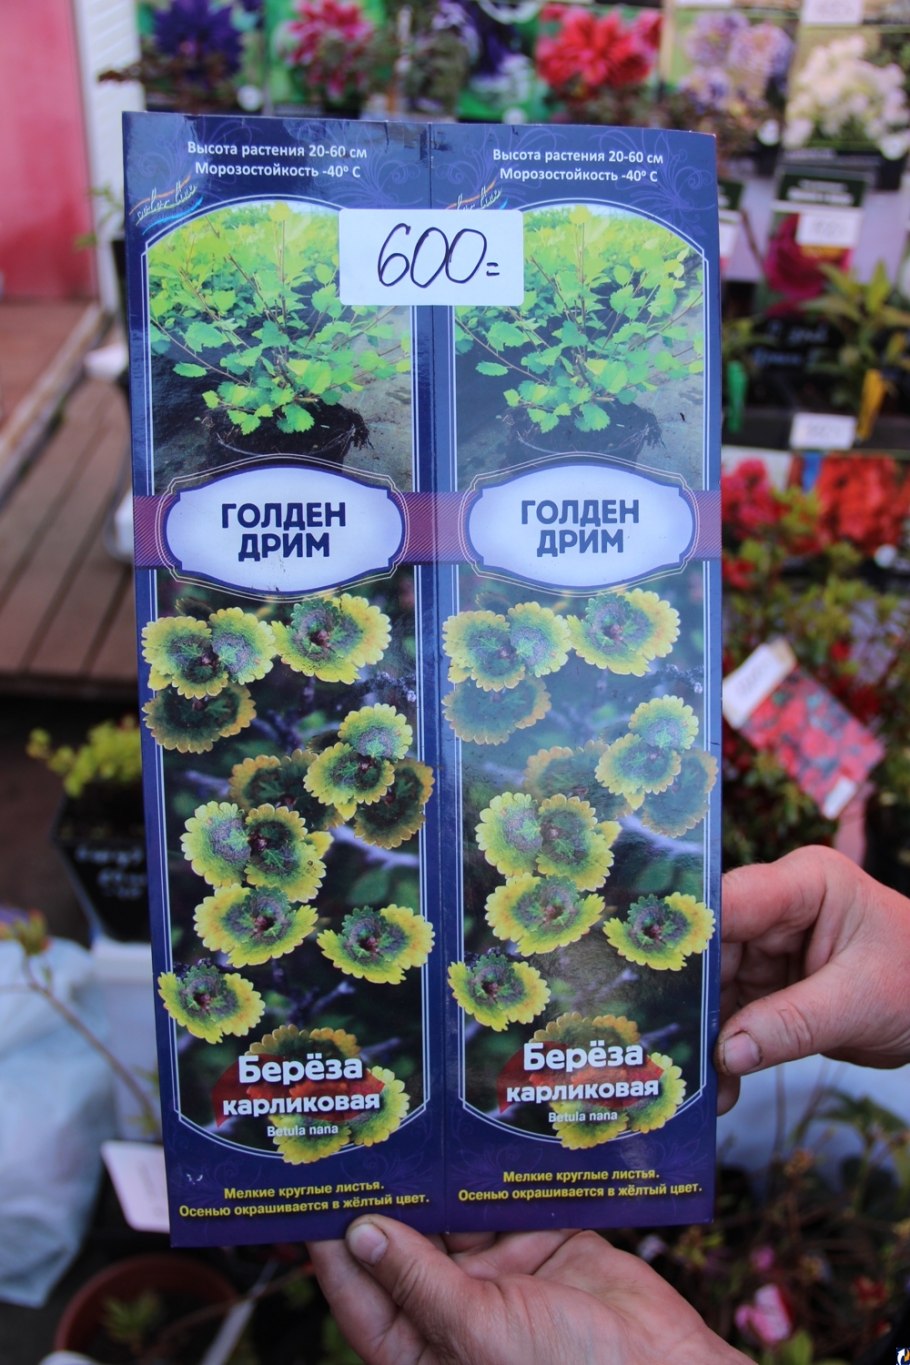 Высота растения 20-60 см
Морозостойкость -40° С
Высота растения 20-60 см
Морозостойкость -40° С
600=
ГОЛДЕН
ДРИМ
ГОЛДЕН
ДРИМ
Берёза
карликовая
Betula nana
Берёза
карликовая
Betula nana
Мелкие круглые листья.
Осенью окрашивается в жёлтый цвет.
Мелкие круглые листья.
Осенью окрашивается в жёлтый цвет.